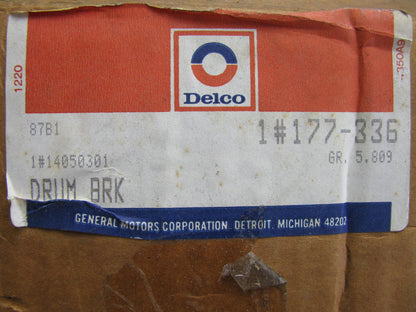 1220
Delco
87B1
1#177-336
1#14050301
GR. 5.809
DRUM BRK
GENERAL MOTORS CORPORATION, DETROIT, MICHIGAN 48202